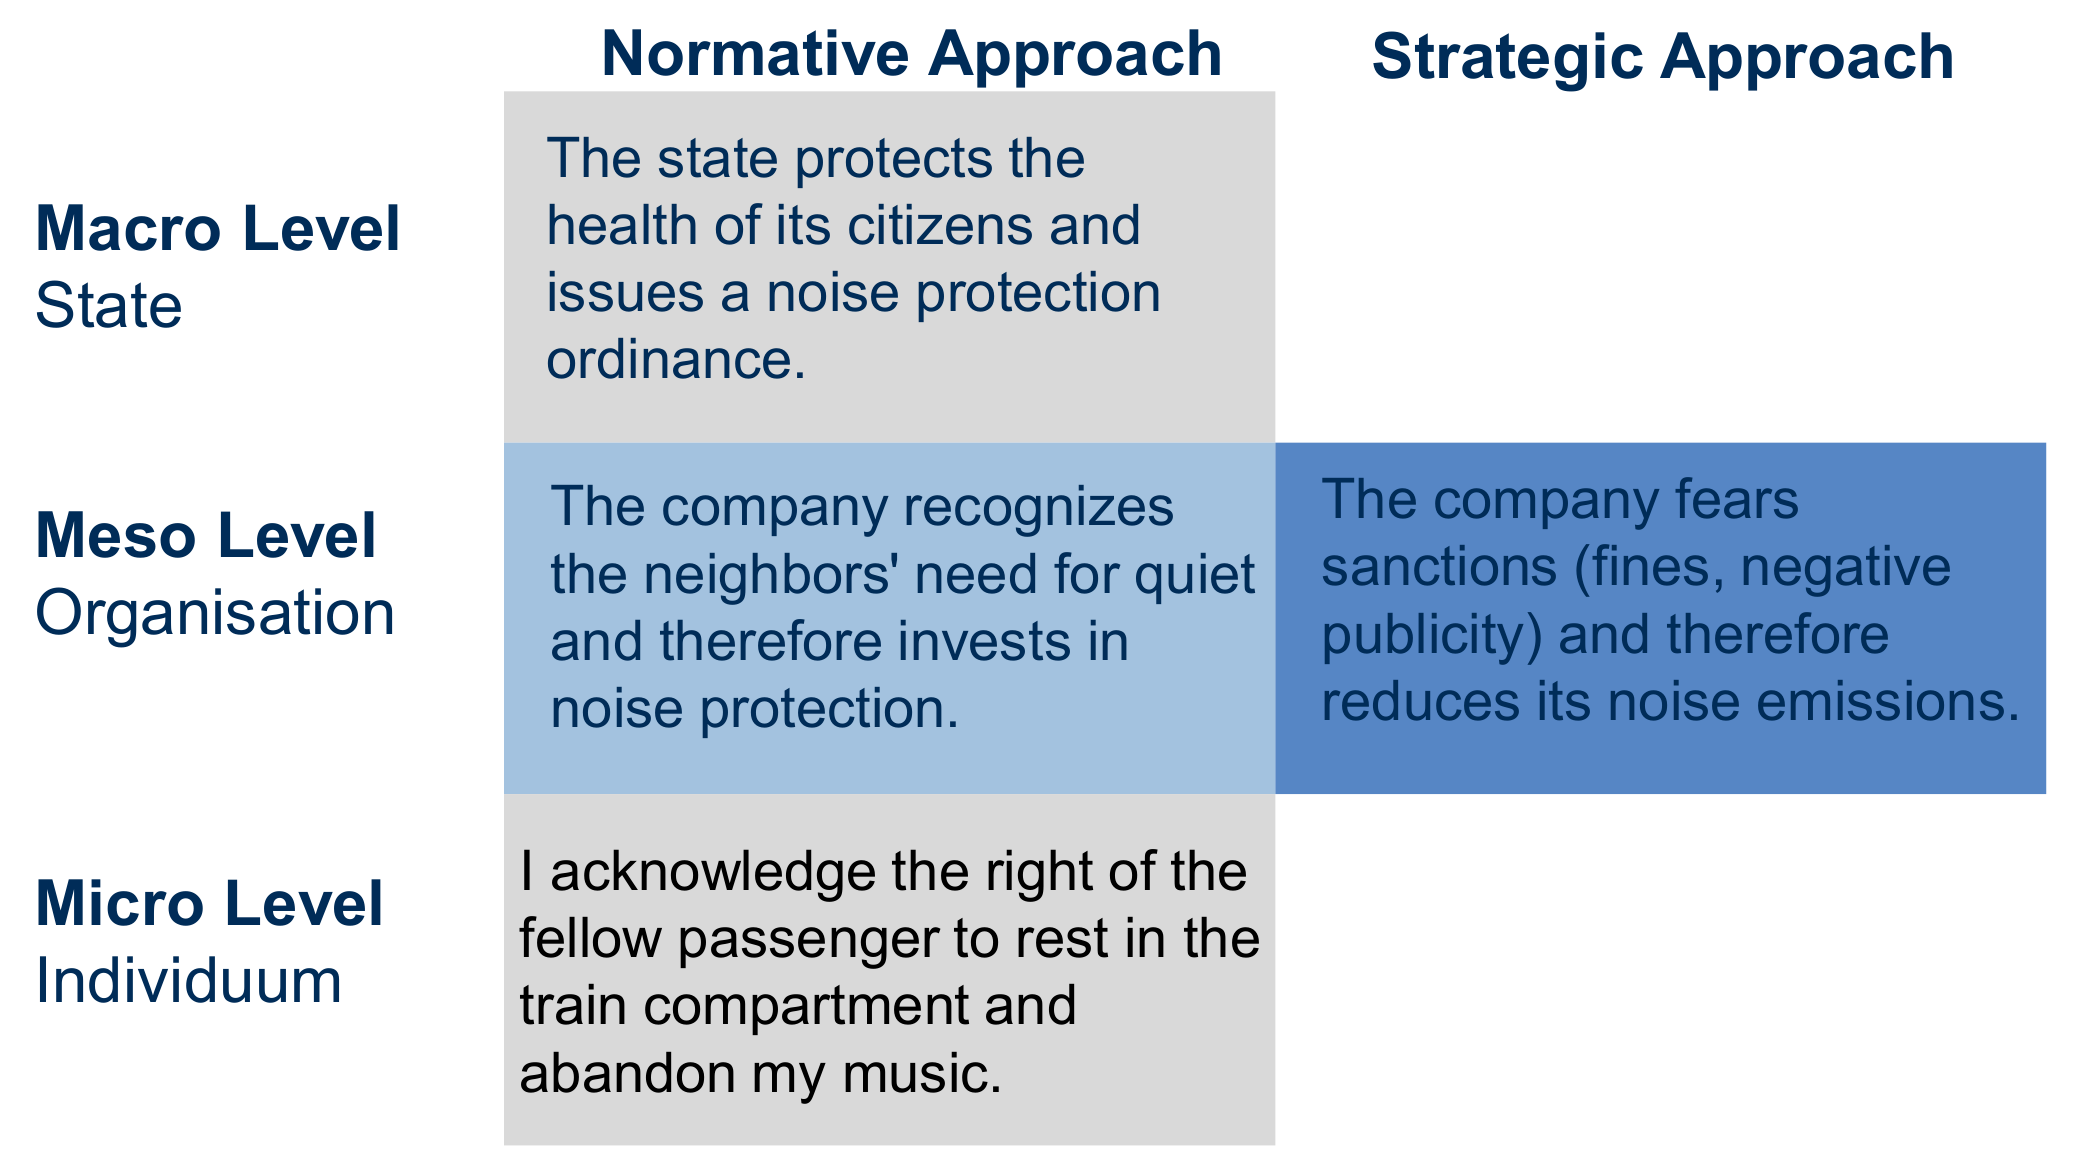 Normative Approach
Strategic Approach
Macro Level
State
The state protects the
health of its citizens and
issues a noise protection
ordinance.
Meso Level
Organisation
The company recognizes
the neighbors' need for quiet
and therefore invests in
noise protection.
The company fears
sanctions (fines, negative
publicity) and therefore
reduces its noise emissions.
Micro Level
Individuum
I acknowledge the right of the
fellow passenger to rest in the
train compartment and
abandon my music.